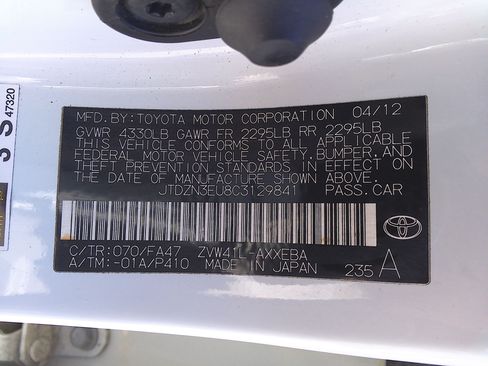 MFD.BY:TOYOTA MOTOR CORPORATION 04/12
GVWR 4330LB GAWR FR 2295LB RR 2295LB
THIS VEHICLE CONFORMS TO ALL APPLICABLE
FEDERAL MOTOR VEHICLE SAFETY,BUMPER,AND
THEFT PREVENTION STANDARDS IN EFFECT ON
THE DATE OF MANUFACTURE SHOWN ABOVE.
JTDZN3EU8C3129841 PASS.CAR
C/TR:070/FA47 ZVW41L-AXXEBA
A/TM:-01A/P410 MADE IN JAPAN 235 A
47320